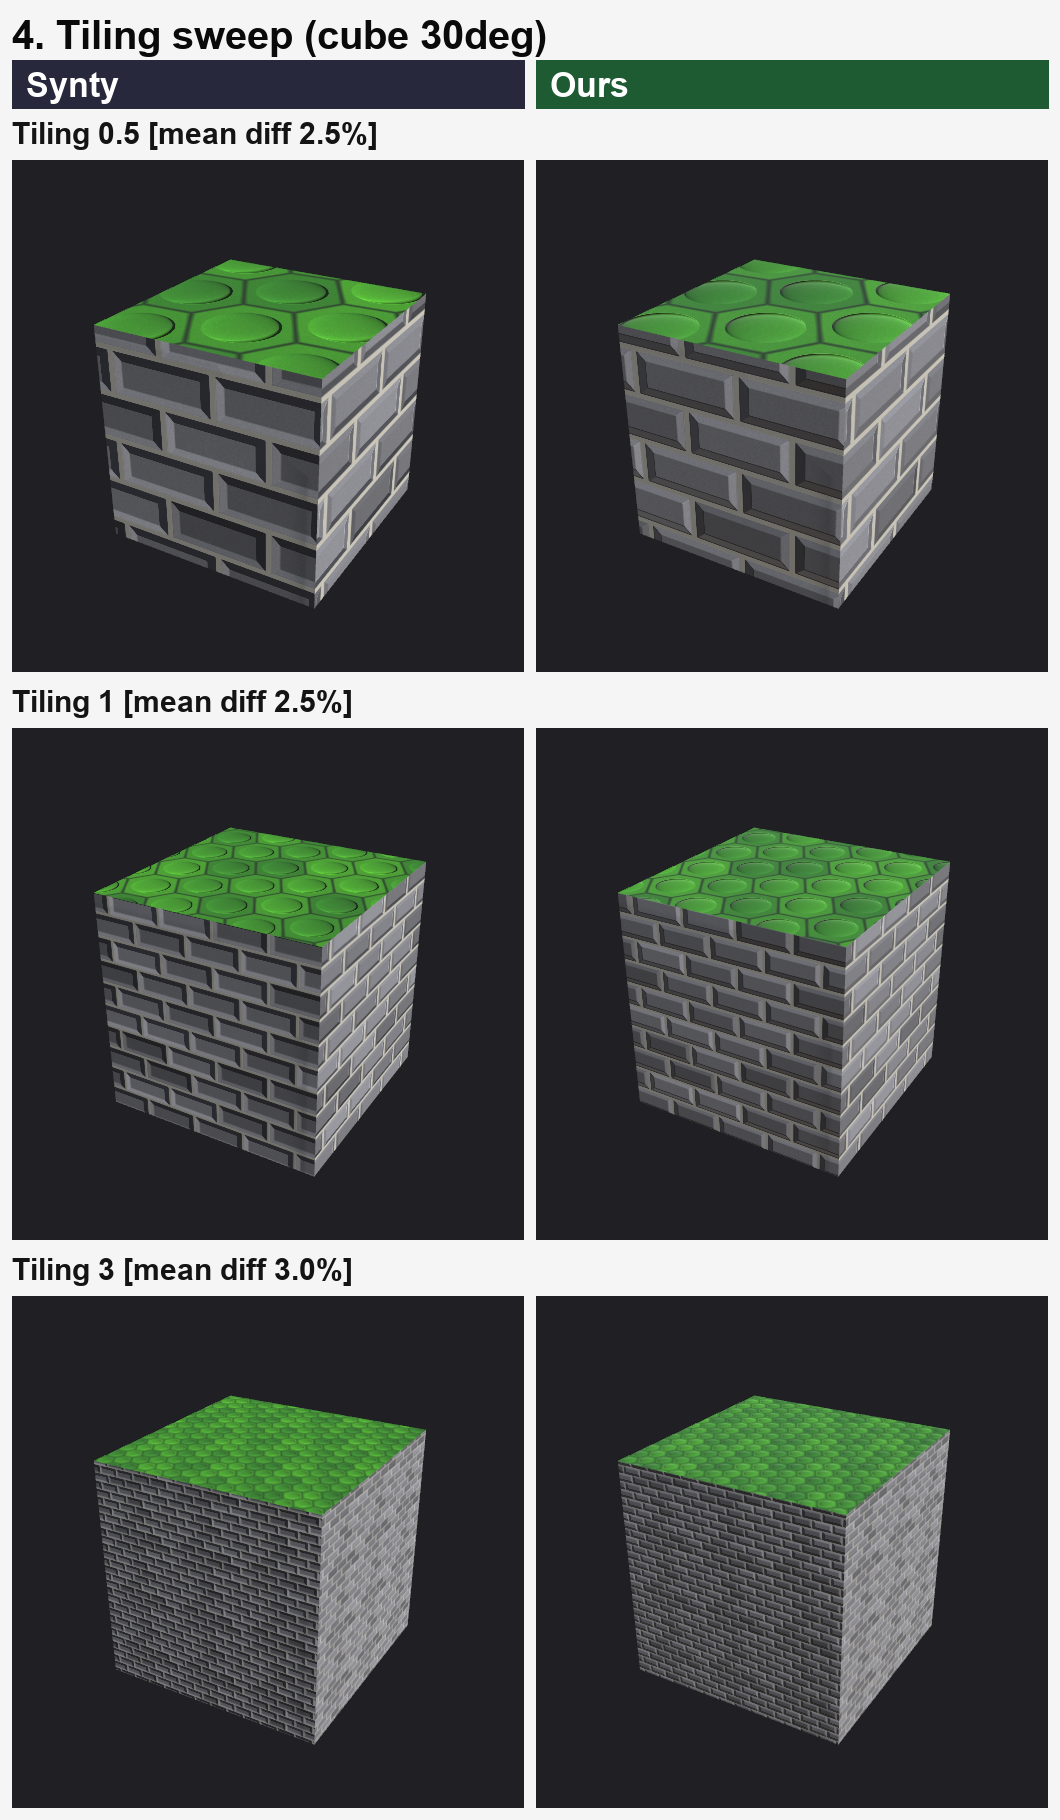 4. Tiling sweep (cube 30deg)
Synty
Ours
Tiling 0.5 [mean diff 2.5%]
Tiling 1 [mean diff 2.5%]
Tiling 3 [mean diff 3.0%]